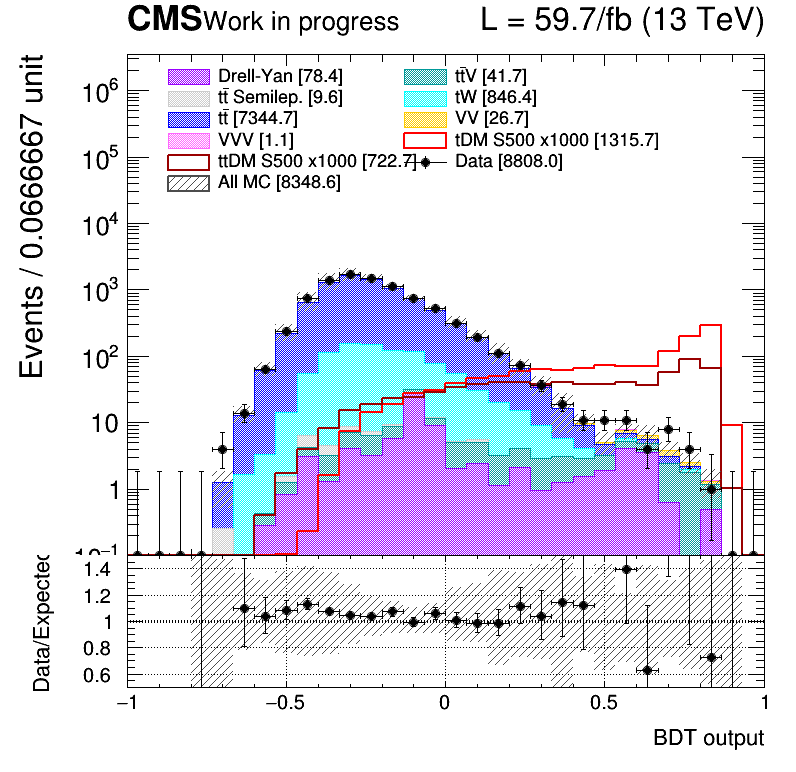 CMS Work in progress L = 59.7/fb (13 TeV)
Events / 0.0666667 unit
Drell-Yan [78.4] tt̄V [41.7]
tt̄ Semilep. [9.6] tW [846.4]
tt̄ [7344.7] VV [26.7]
VVV [1.1] tDM S500 x1000 [1315.7]
ttDM S500 x1000 [722.7] Data [8808.0]
All MC [8348.6]
10⁶
10⁵
10⁴
10³
10²
10
1
10⁻¹
Data/Expected
1.4
1.2
1
0.8
0.6
−1 −0.5 0 0.5 1
BDT output